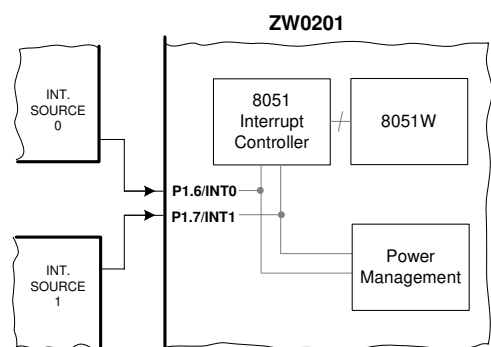 ZW0201
INT.
SOURCE
0
8051
Interrupt
Controller
8051W
P1.6/INT0
P1.7/INT1
INT.
SOURCE
1
Power
Management